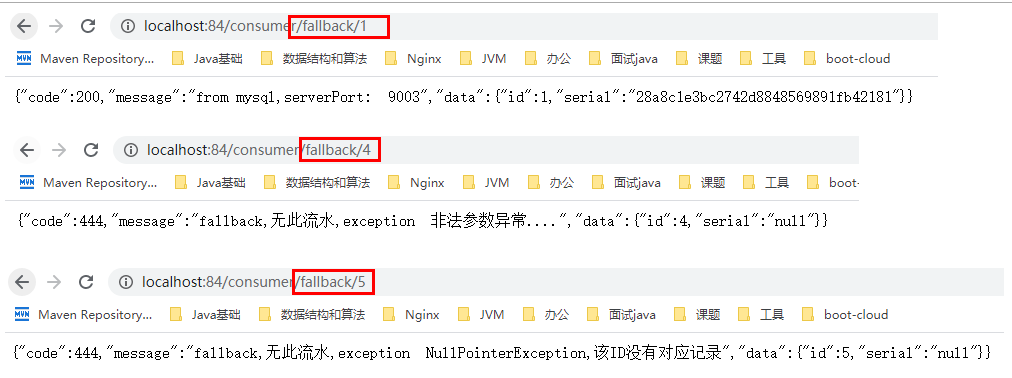 localhost:84/consumer/fallback/1
Maven Repository... Java基础 数据结构和算法 Nginx JVM 办公 面试java 课题 工具 boot-cloud
{"code":200,"message":"from mysql,serverPort:  9003","data":{"id":1,"serial":"28a8c1e3bc2742d8848569891fb42181"}}
localhost:84/consumer/fallback/4
Maven Repository... Java基础 数据结构和算法 Nginx JVM 办公 面试java 课题 工具 boot-
{"code":444,"message":"fallback,无此流水,exception  非法参数异常....","data":{"id":4,"serial":"null"}}
localhost:84/consumer/fallback/5
Maven Repository... Java基础 数据结构和算法 Nginx JVM 办公 面试java 课题 工具 boot-cloud
{"code":444,"message":"fallback,无此流水,exception  NullPointerException,该ID没有对应记录","data":{"id":5,"serial":"null"}}